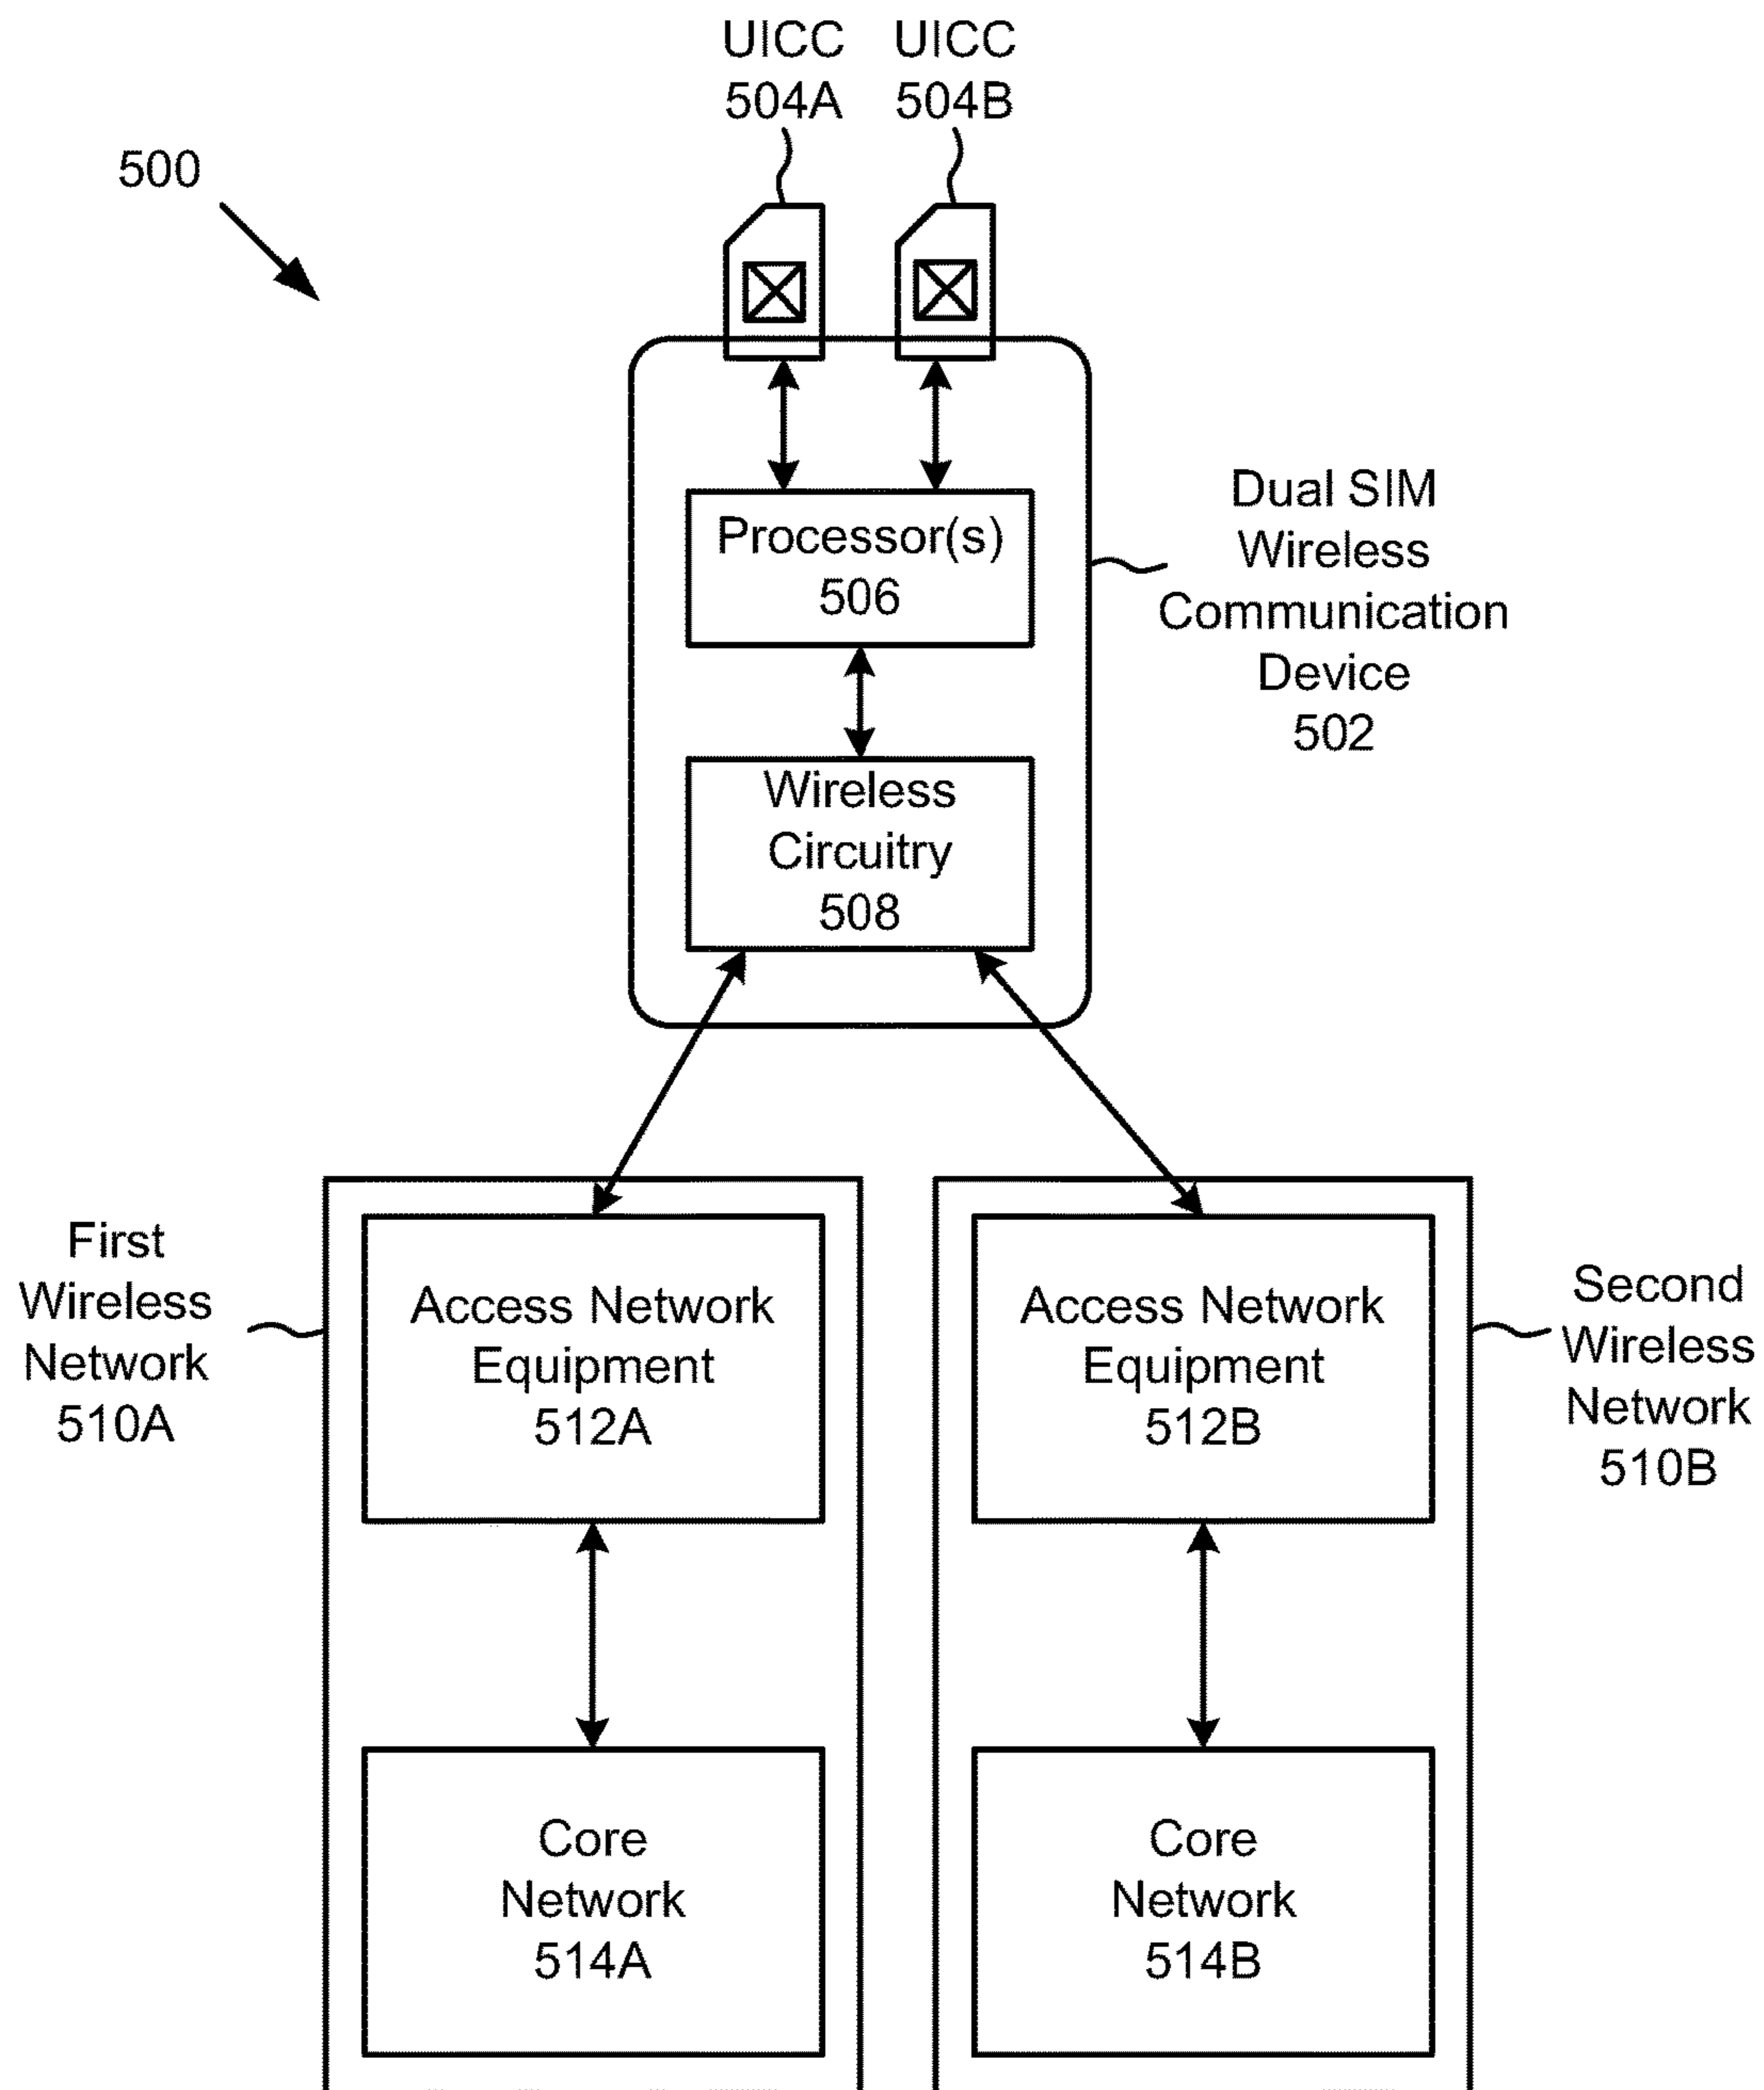 UICC
504A
UICC
504B
500
Processor(s)
506
Dual SIM
Wireless
Communication
Device
502
Wireless
Circuitry
508
First
Wireless
Network
510A
Access Network
Equipment
512A
Access Network
Equipment
512B
Second
Wireless
Network
510B
Core
Network
514A
Core
Network
514B